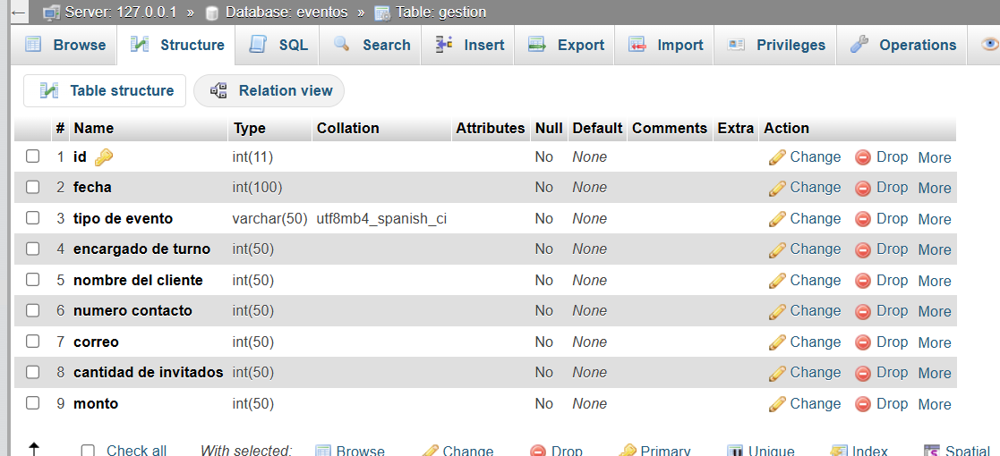 ← Server: 127.0.0.1 » Database: eventos » Table: gestion
Browse Structure SQL Search Insert Export Import Privileges Operations
Table structure Relation view
# Name Type Collation Attributes Null Default Comments Extra Action
1 id int(11) No None Change Drop More
2 fecha int(100) No None Change Drop More
3 tipo de evento varchar(50) utf8mb4_spanish_ci No None Change Drop More
4 encargado de turno int(50) No None Change Drop More
5 nombre del cliente int(50) No None Change Drop More
6 numero contacto int(50) No None Change Drop More
7 correo int(50) No None Change Drop More
8 cantidad de invitados int(50) No None Change Drop More
9 monto int(50) No None Change Drop More
Check all With selected: Browse Change Drop Primary Unique Index Spatial